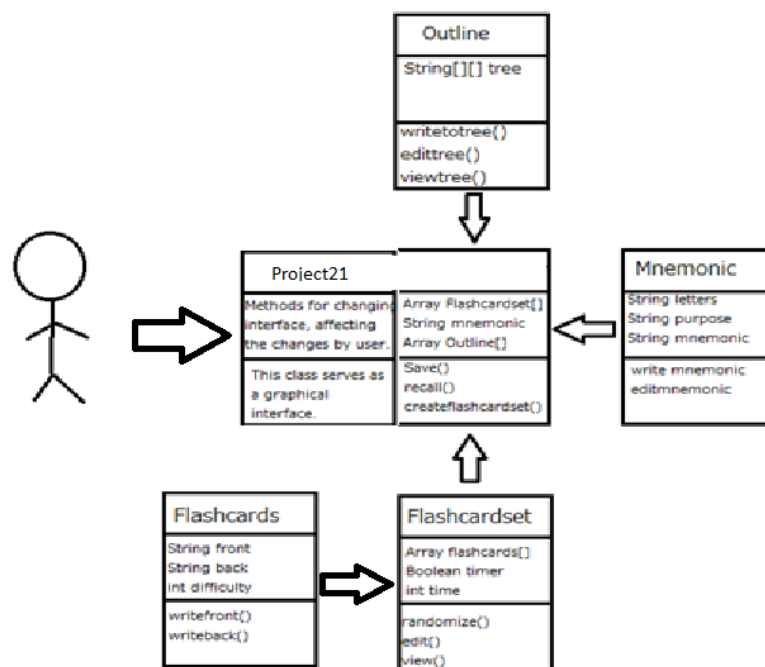 Outline
String[][] tree
writetotree()
edittree()
viewtree()
Project21
Methods for changing
interface, affecting
the changes by user.
This class serves as
a graphical
interface.
Array Flashcardset[]
String mnemonic
Array Outline[]
Save()
recall()
createflashcardset()
Mnemonic
String letters
String purpose
String mnemonic
write mnemonic
editmnemonic
Flashcards
String front
String back
int difficulty
writefront()
writeback()
Flashcardset
Array flashcards[]
Boolean timer
int time
randomize()
edit()
view()